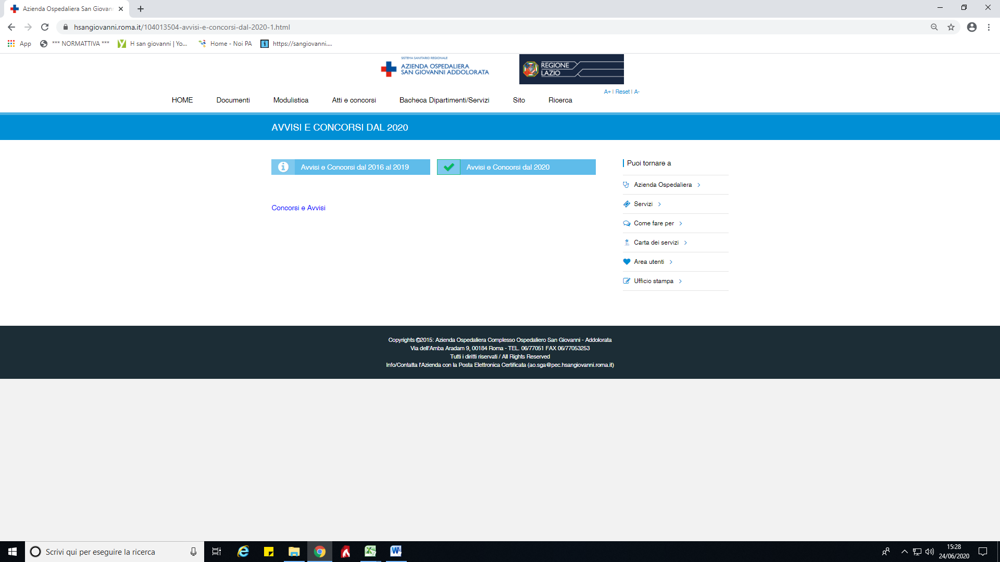 Azienda Ospedaliera San Giovan
hsangiovanni.roma.it/104013504-avvisi-e-concorsi-dal-2020-1.html
App
*** NORMATTIVA ***
H san giovanni | Yo...
Home - Noi PA
https://sangiovanni....
SISTEMA SANITARIO REGIONALE
AZIENDA OSPEDALIERA
SAN GIOVANNI ADDOLORATA
REGIONE
LAZIO
A+ | Reset | A-
HOME
Documenti
Modulistica
Atti e concorsi
Bacheca Dipartimenti/Servizi
Sito
Ricerca
AVVISI E CONCORSI DAL 2020
Avvisi e Concorsi dal 2016 al 2019
Avvisi e Concorsi dal 2020
Concorsi e Avvisi
Puoi tornare a
Azienda Ospedaliera
Servizi
Come fare per
Carta dei servizi
Area utenti
Ufficio stampa
Copyrights ©2015: Azienda Ospedaliera Complesso Ospedaliero San Giovanni - Addolorata
Via dell'Amba Aradam 9, 00184 Roma - TEL. 06/77051 FAX 06/77053253
Tutti i diritti riservati / All Rights Reserved
Info/Contatta l'Azienda con la Posta Elettronica Certificata (ao.sga@pec.hsangiovanni.roma.it)
Scrivi qui per eseguire la ricerca
15:28
24/06/2020